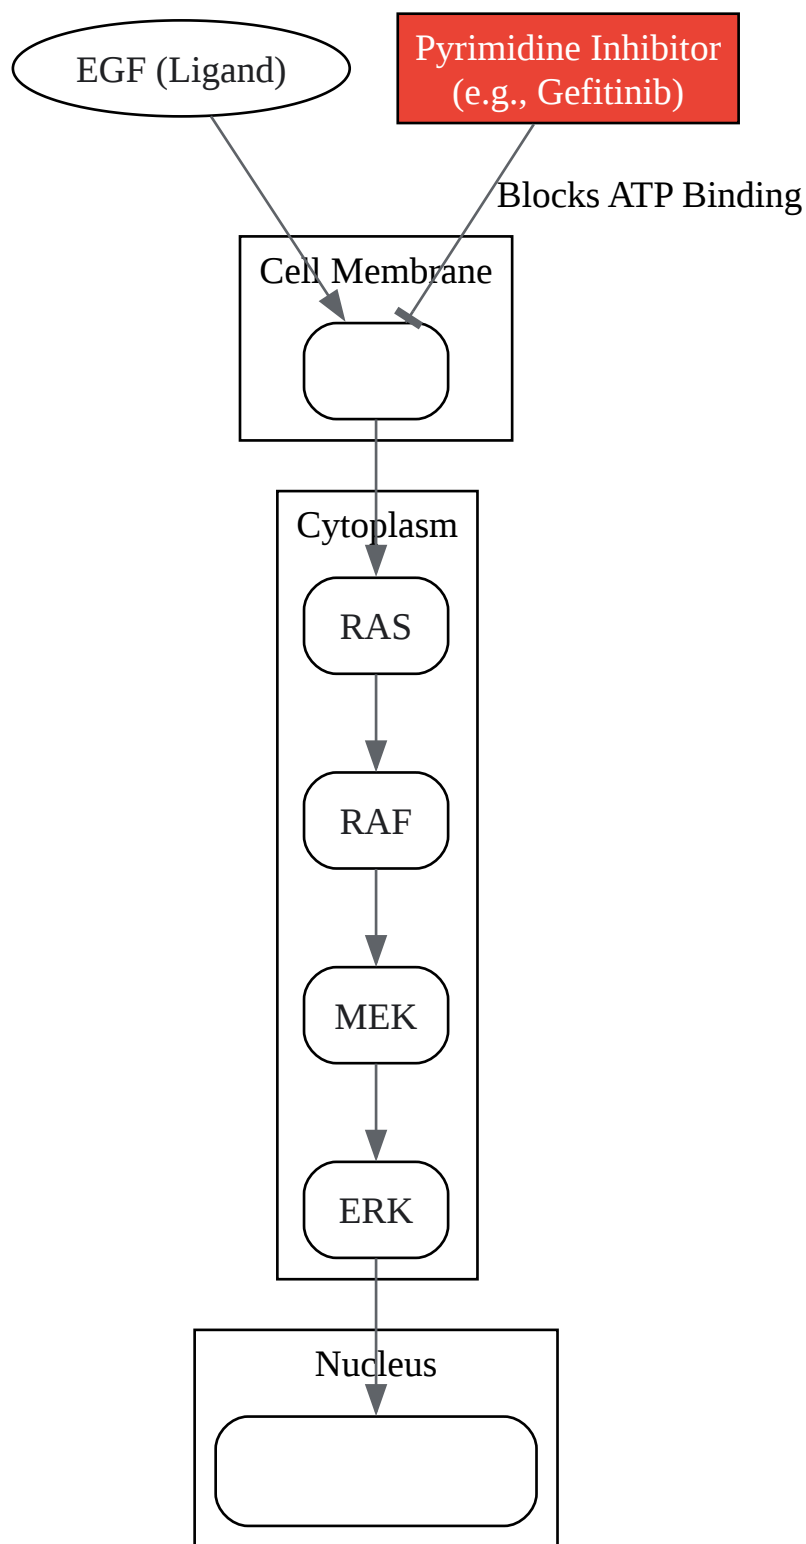 EGF (Ligand)
Pyrimidine Inhibitor
(e.g., Gefitinib)
Blocks ATP Binding
Cell Membrane
Cytoplasm
RAS
RAF
MEK
ERK
Nucleus